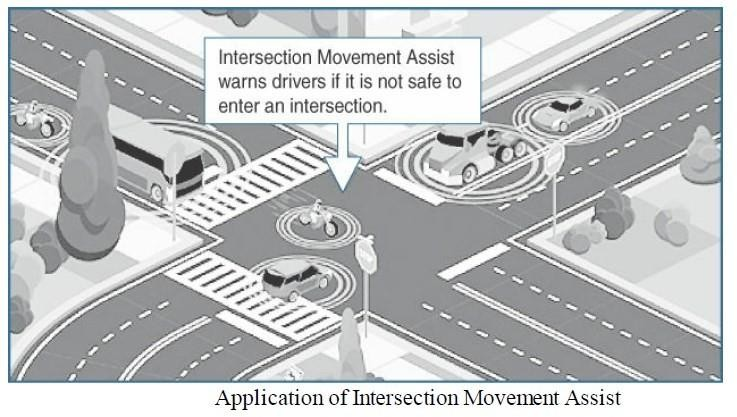 Intersection Movement Assist
warns drivers if it is not safe to
enter an intersection.
Application of Intersection Movement Assist